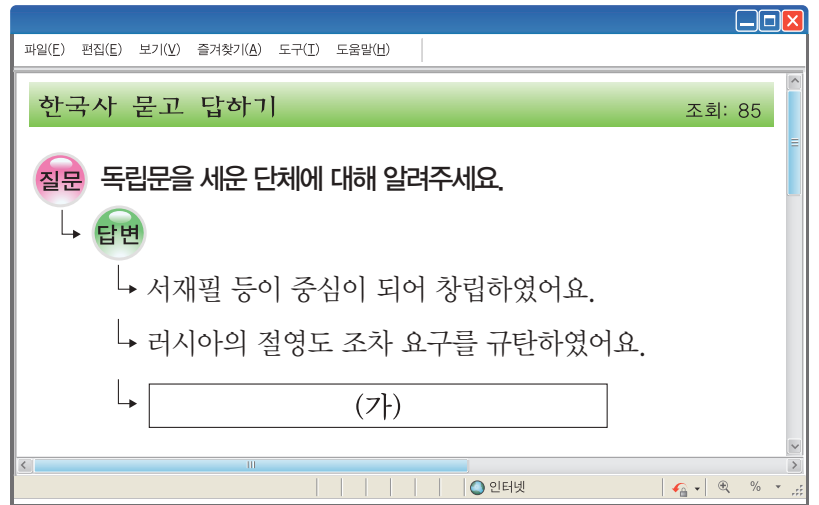 파일(F) 편집(E) 보기(V) 즐겨찾기(A) 도구(T) 도움말(H)
한국사 묻고 답하기 조회: 85
질문 독립문을 세운 단체에 대해 알려주세요.
답변
서재필 등이 중심이 되어 창립하였어요.
러시아의 절영도 조차 요구를 규탄하였어요.
(가)
인터넷 %